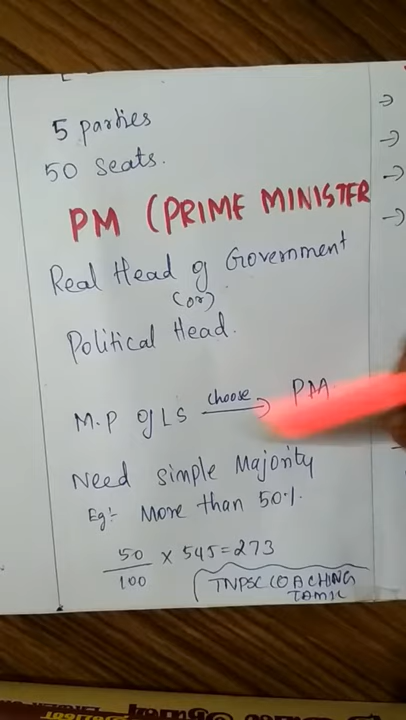 5 parties
50 seats.
PM (PRIME MINISTER
Real Head of Government
(or)
Political Head.
M.P of LS choose → PM
Need simple Majority
Eg:- More than 50%.
50/100 × 545 = 273
TNPSC COACHING
TAMIL